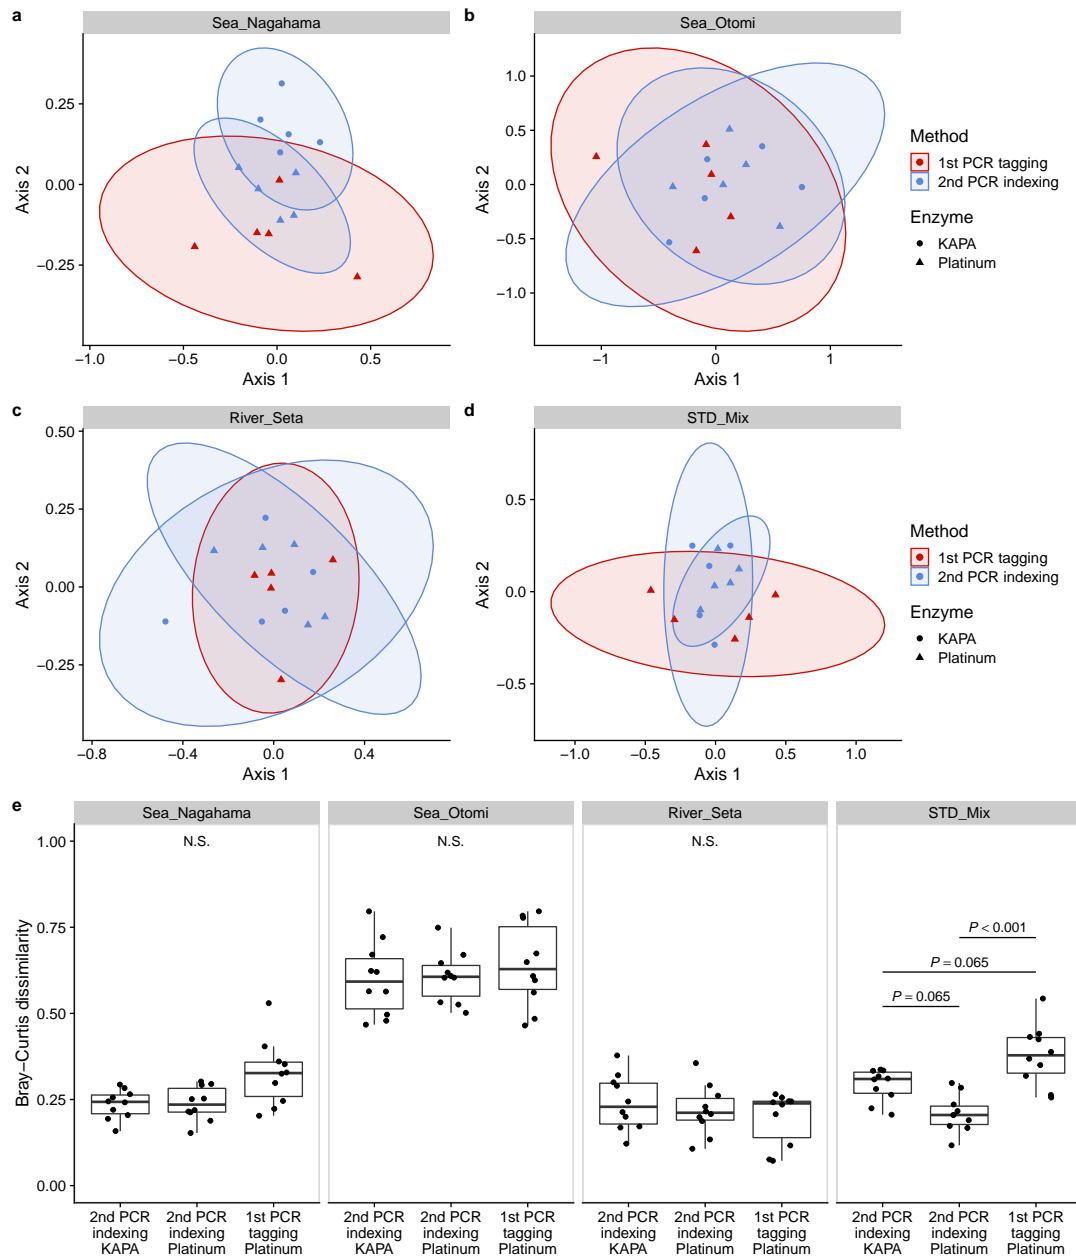 a
Sea_Nagahama
0.25
0.00
−0.25
Axis 2
−1.0 −0.5 0.0 0.5
Axis 1
b
Sea_Otomi
1.0
0.5
0.0
−0.5
−1.0
Axis 2
−1 0 1
Axis 1
Method
1st PCR tagging
2nd PCR indexing
Enzyme
KAPA
Platinum
c
River_Seta
0.50
0.25
0.00
−0.25
Axis 2
−0.8 −0.4 0.0 0.4
Axis 1
d
STD_Mix
0.5
0.0
−0.5
Axis 2
−1.0 −0.5 0.0 0.5 1.0
Axis 1
Method
1st PCR tagging
2nd PCR indexing
Enzyme
KAPA
Platinum
e
Sea_Nagahama Sea_Otomi River_Seta STD_Mix
1.00
0.75
0.50
0.25
0.00
Bray−Curtis dissimilarity
N.S. N.S. N.S.
P < 0.001
P = 0.065
P = 0.065
2nd PCR 2nd PCR 1st PCR 2nd PCR 2nd PCR 1st PCR 2nd PCR 2nd PCR 1st PCR 2nd PCR 2nd PCR 1st PCR
indexing indexing tagging indexing indexing tagging indexing indexing tagging indexing indexing tagging
KAPA Platinum Platinum KAPA Platinum Platinum KAPA Platinum Platinum KAPA Platinum Platinum